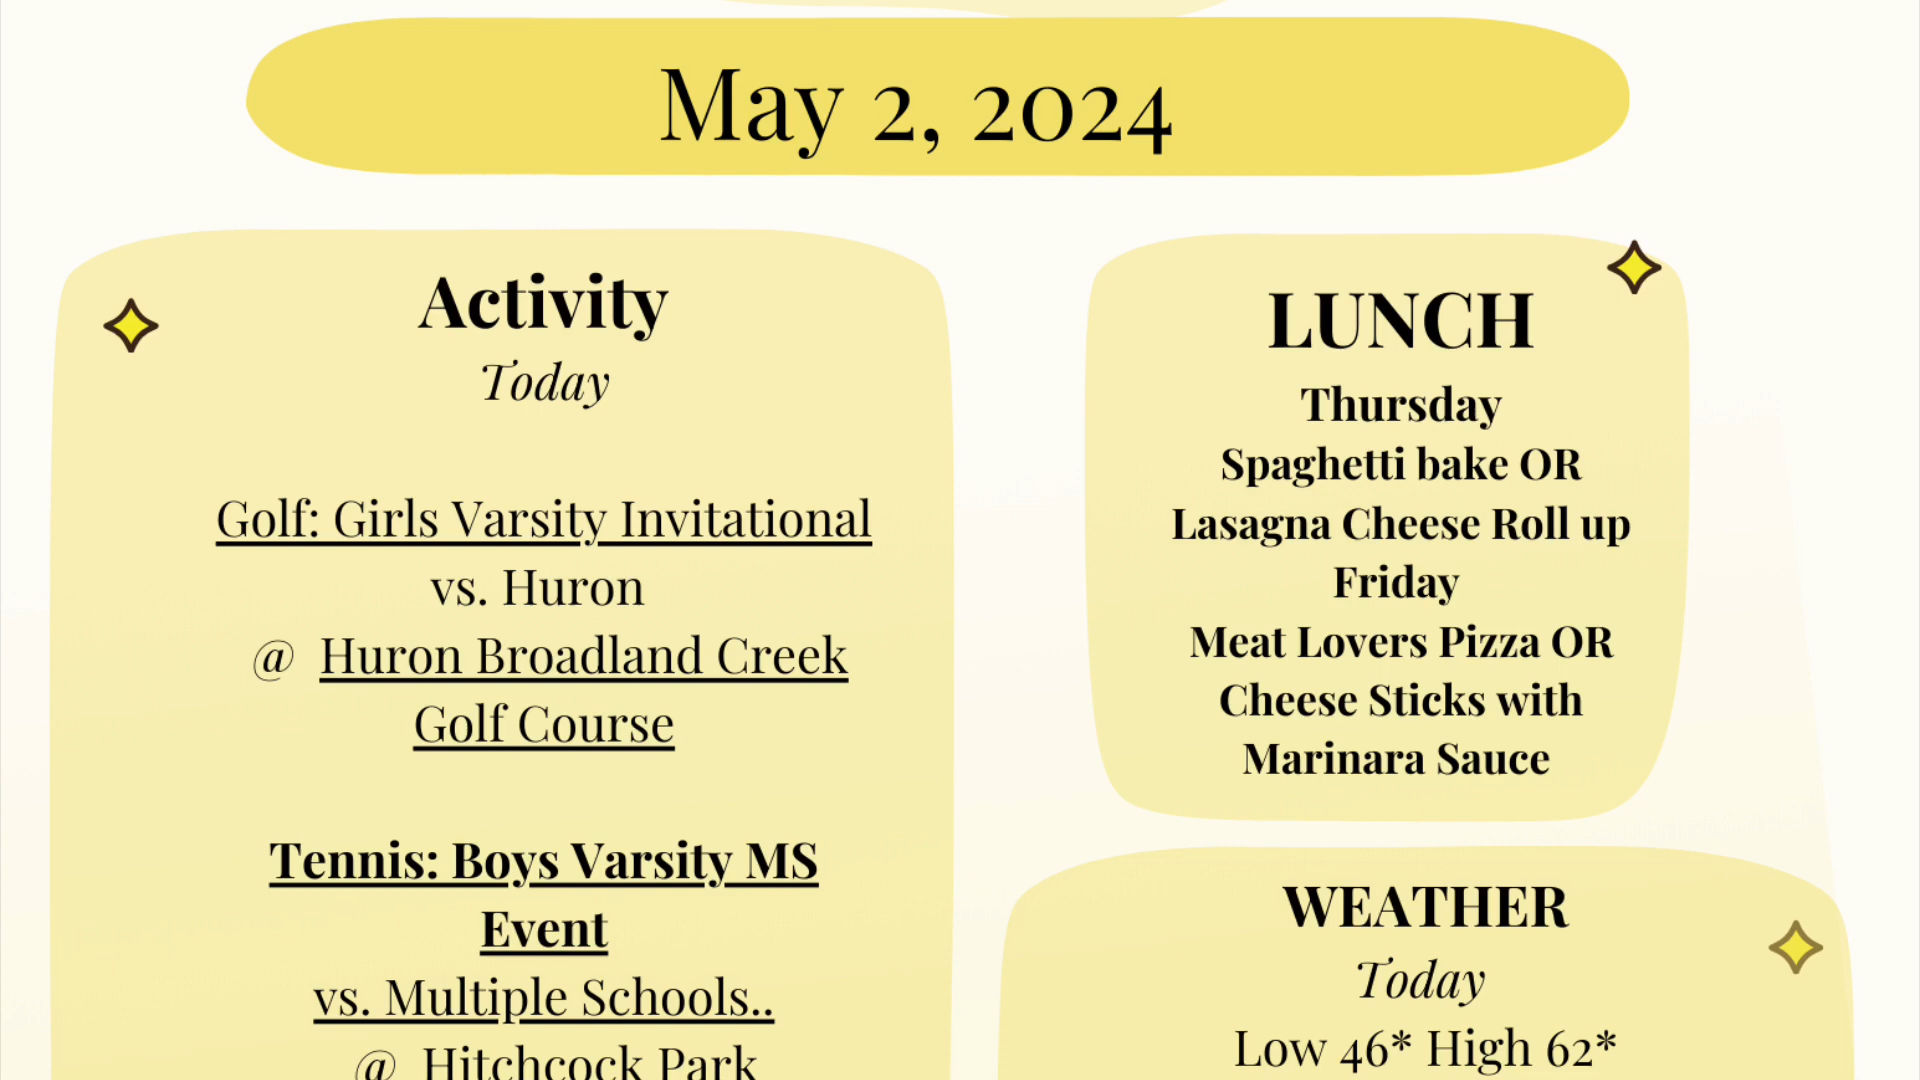 May 2, 2024
Activity
Today
Golf: Girls Varsity Invitational
vs. Huron
@ Huron Broadland Creek
Golf Course
Tennis: Boys Varsity MS
Event
vs. Multiple Schools..
@ Hitchcock Park
LUNCH
Thursday
Spaghetti bake OR
Lasagna Cheese Roll up
Friday
Meat Lovers Pizza OR
Cheese Sticks with
Marinara Sauce
WEATHER
Today
Low 46* High 62*